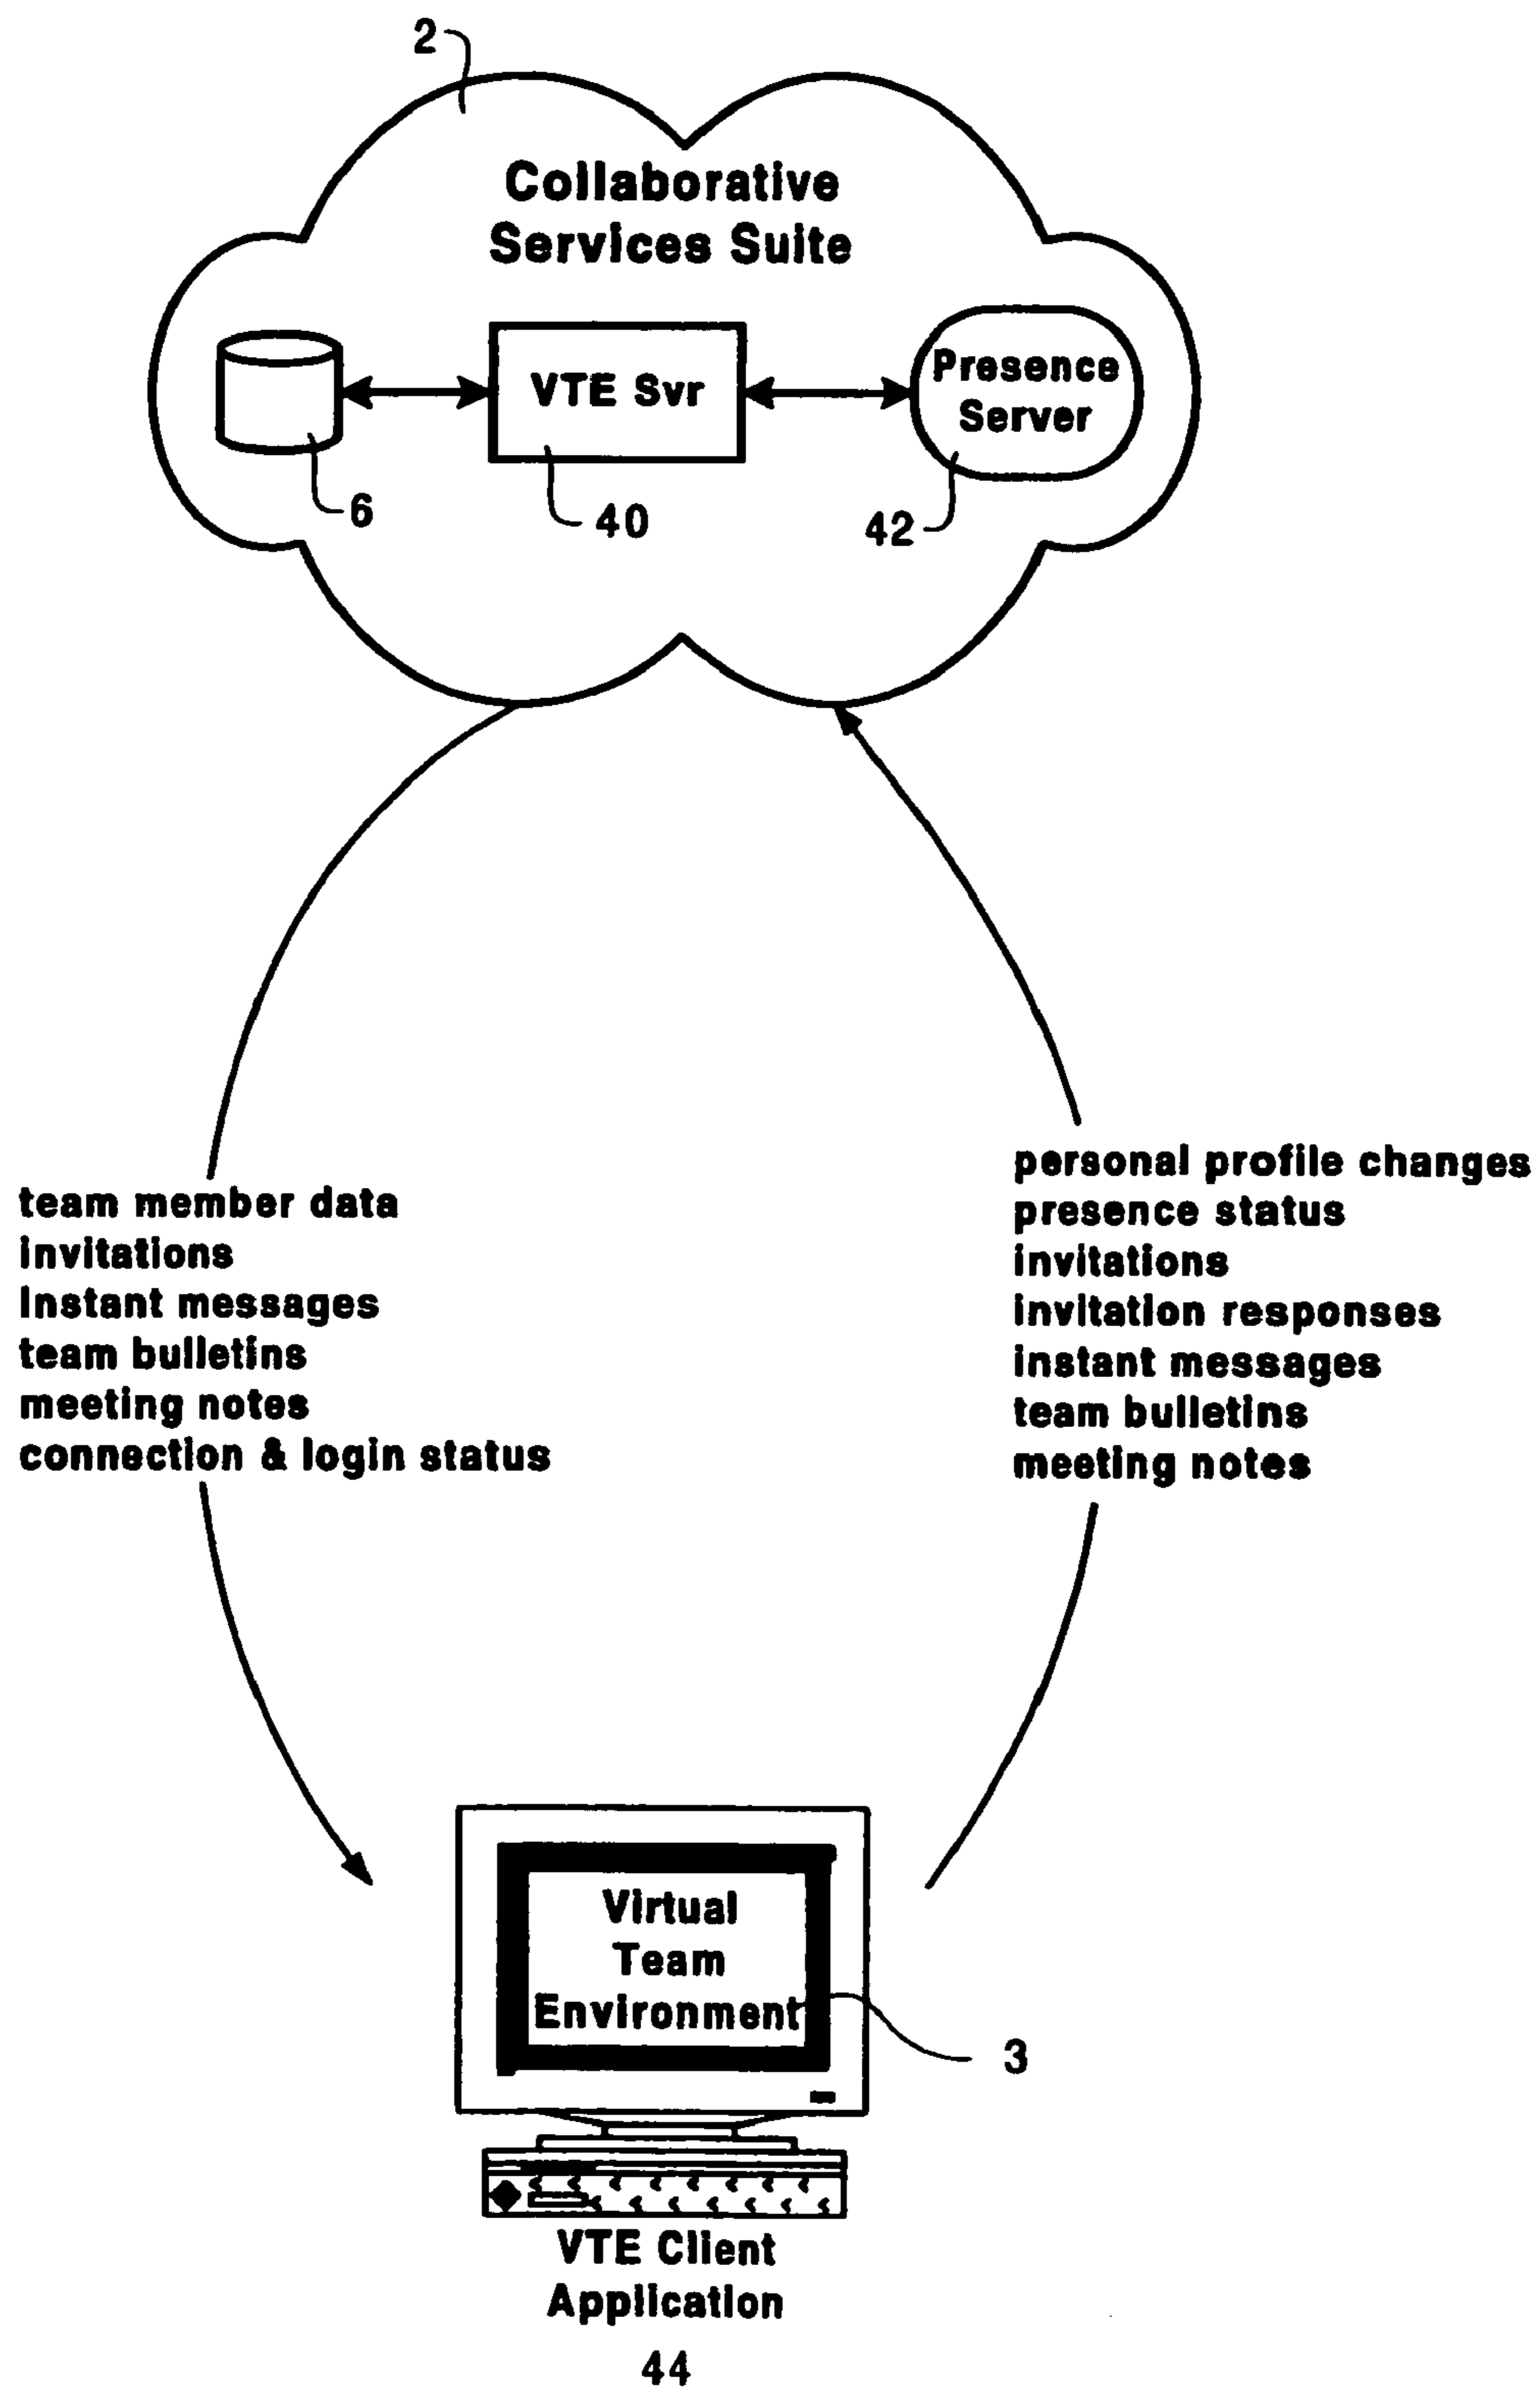 2
Collaborative
Services Suite
VTE Svr
Presence
Server
6
40
42
team member data
invitations
instant messages
team bulletins
meeting notes
connection & login status
personal profile changes
presence status
invitations
invitation responses
instant messages
team bulletins
meeting notes
Virtual
Team
Environment
3
VTE Client
Application
44